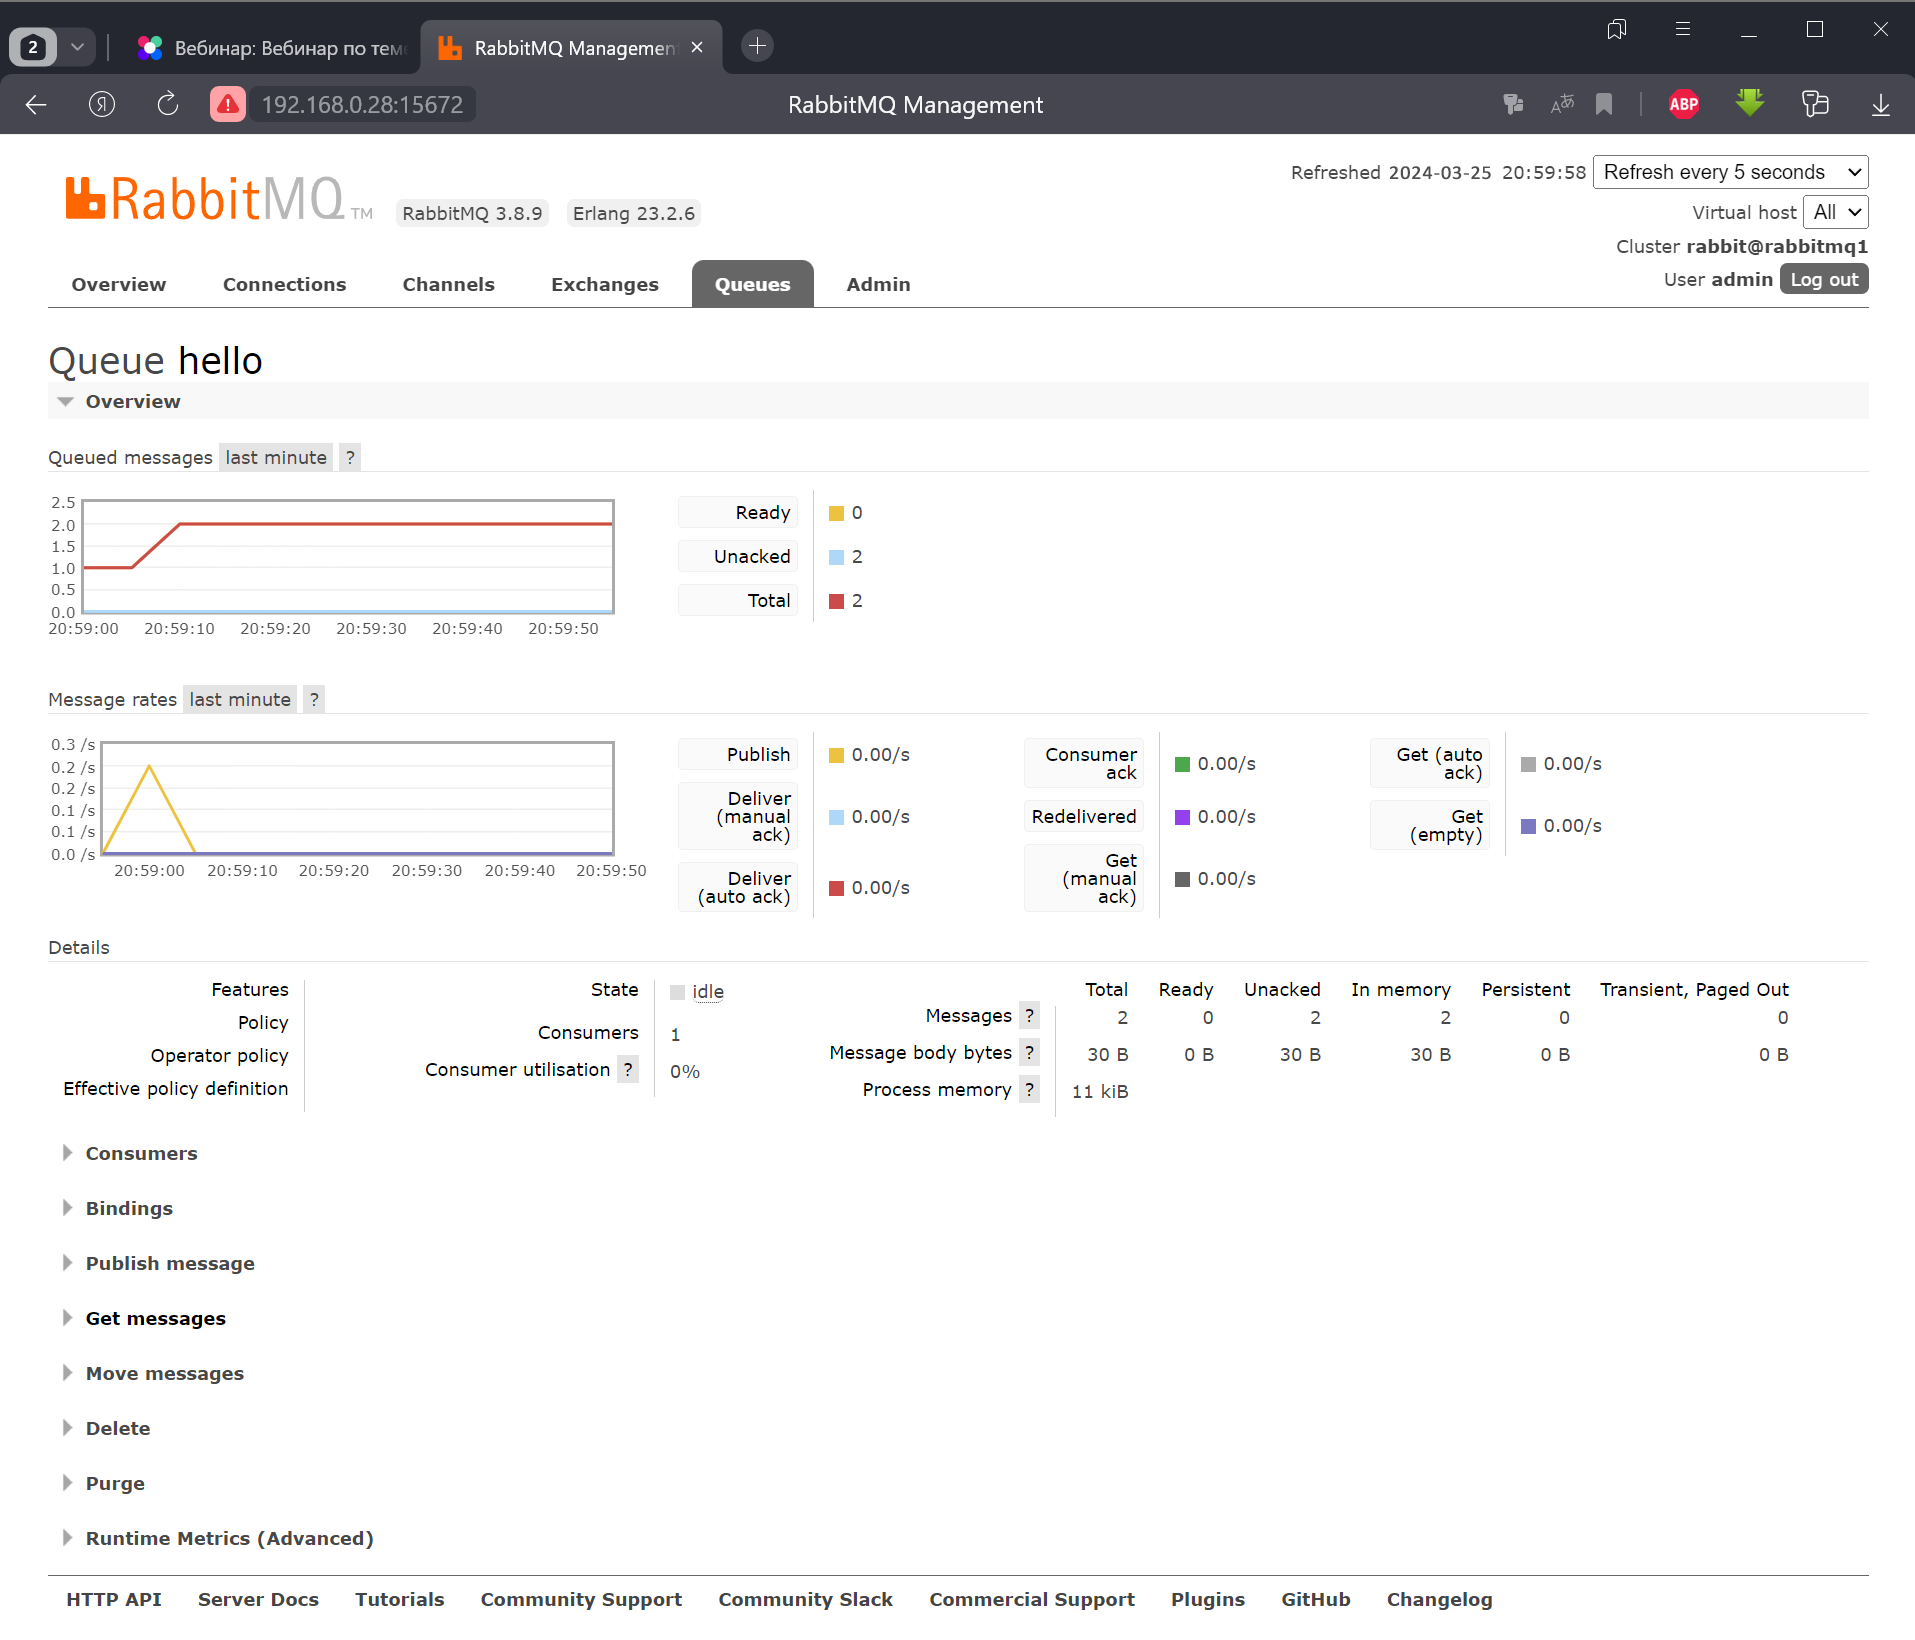 2
Вебинар: Вебинар по тем
RabbitMQ Managemen
192.168.0.28:15672
RabbitMQ Management
ABP
RabbitMQ TM
RabbitMQ 3.8.9
Erlang 23.2.6
Refreshed 2024-03-25 20:59:58
Refresh every 5 seconds
Virtual host All
Cluster rabbit@rabbitmq1
User admin Log out
Overview Connections Channels Exchanges Queues Admin
Queue hello
Overview
Queued messages last minute ?
2.5
2.0
1.5
1.0
0.5
0.0
20:59:00 20:59:10 20:59:20 20:59:30 20:59:40 20:59:50
Ready 0
Unacked 2
Total 2
Message rates last minute ?
0.3 /s
0.2 /s
0.2 /s
0.1 /s
0.1 /s
0.0 /s
20:59:00 20:59:10 20:59:20 20:59:30 20:59:40 20:59:50
Publish 0.00/s
Deliver
(manual 0.00/s
ack)
Deliver
(auto ack) 0.00/s
Consumer
ack 0.00/s
Redelivered 0.00/s
Get
(manual 0.00/s
ack)
Get (auto
ack) 0.00/s
Get
(empty) 0.00/s
Details
Features
Policy
Operator policy
Effective policy definition
State idle
Consumers 1
Consumer utilisation ? 0%
Total Ready Unacked In memory Persistent Transient, Paged Out
Messages ? 2 0 2 2 0 0
Message body bytes ? 30 B 0 B 30 B 30 B 0 B 0 B
Process memory ? 11 kiB
Consumers
Bindings
Publish message
Get messages
Move messages
Delete
Purge
Runtime Metrics (Advanced)
HTTP API Server Docs Tutorials Community Support Community Slack Commercial Support Plugins GitHub Changelog